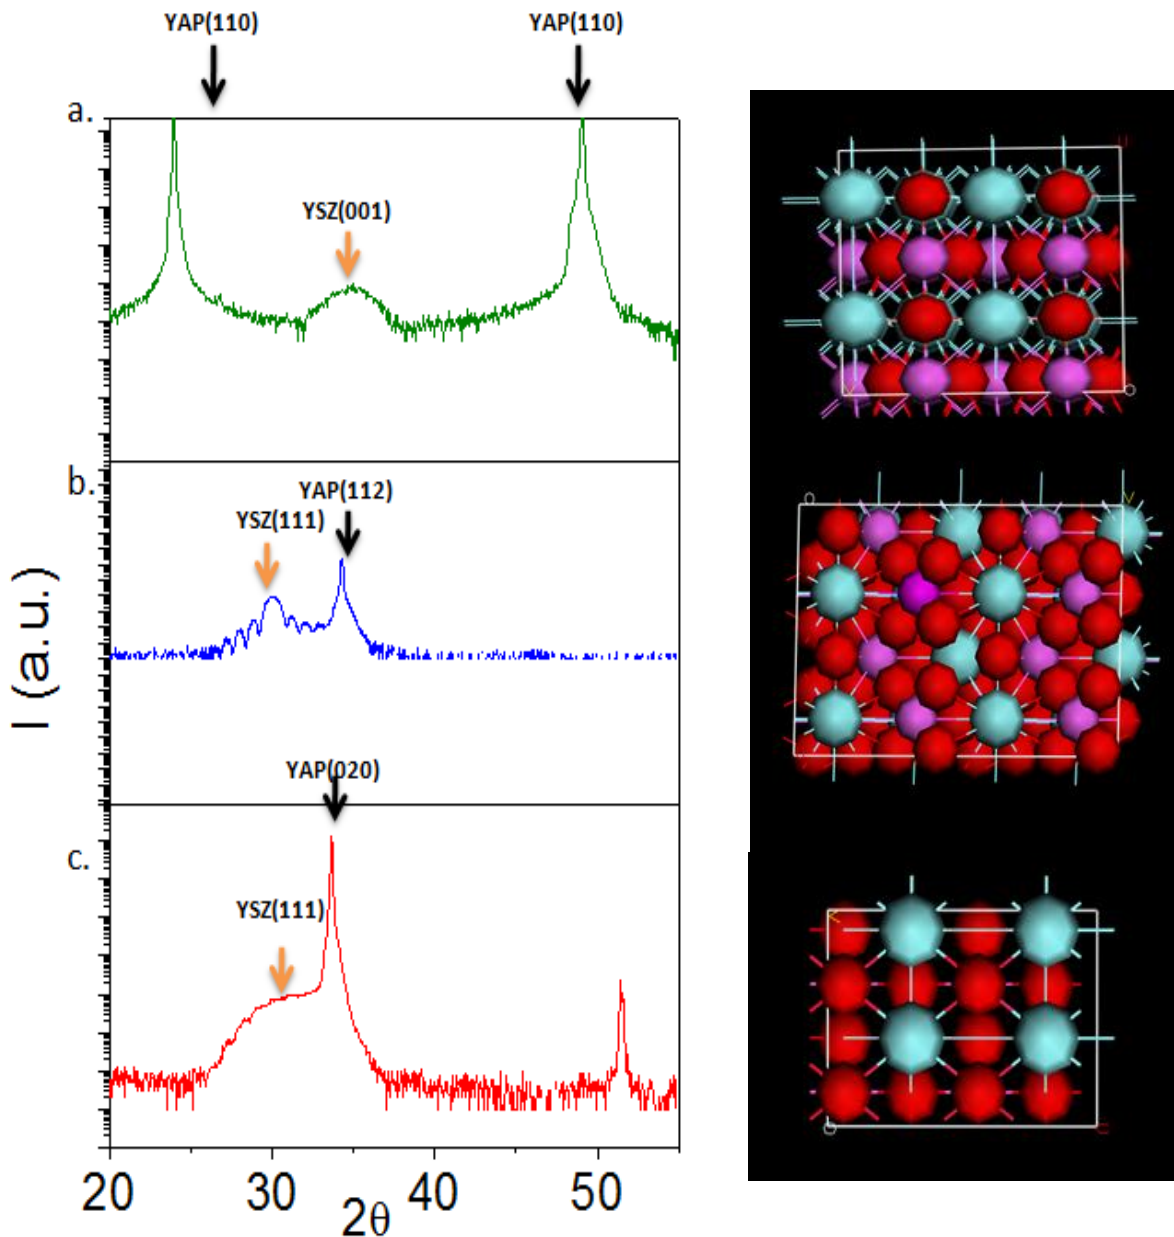 YAP(110) YAP(110)
a.
YSZ(001)
b.
YAP(112)
YSZ(111)
I (a.u.)
YAP(020)
c.
YSZ(111)
20 30 40 50
2θ